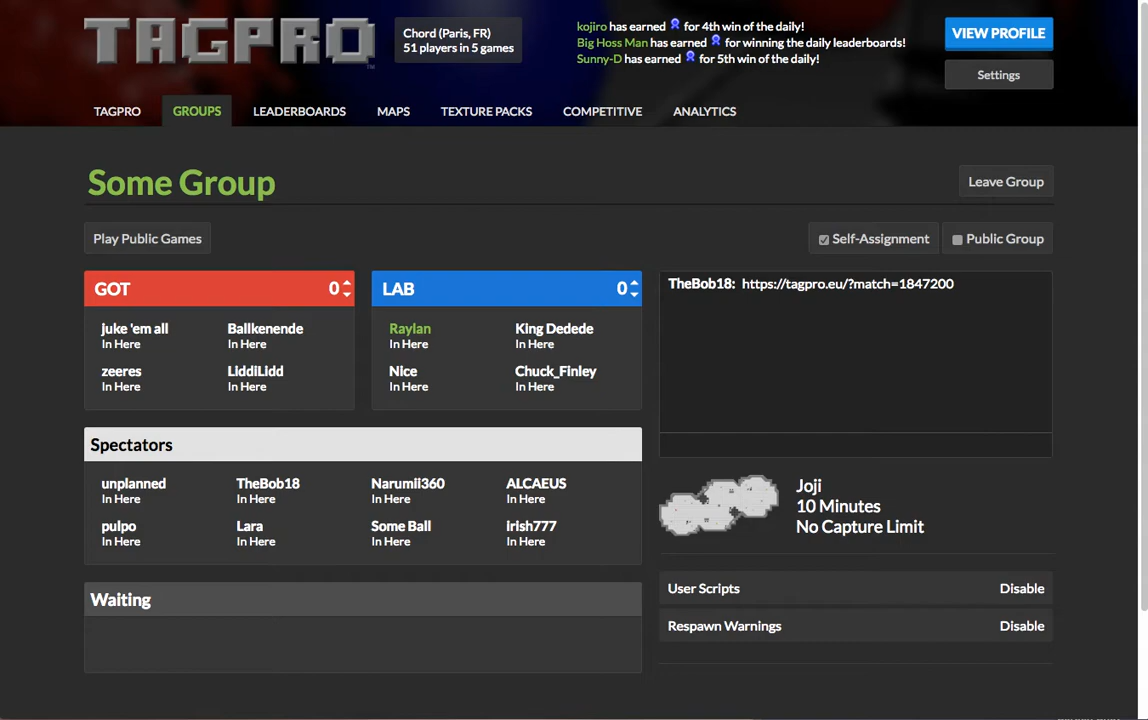 TAGPRO
TM
Chord (Paris, FR)
51 players in 5 games
kojiro has earned for 4th win of the daily!
Big Hoss Man has earned for winning the daily leaderboards!
Sunny-D has earned for 5th win of the daily!
VIEW PROFILE
Settings
TAGPRO GROUPS LEADERBOARDS MAPS TEXTURE PACKS COMPETITIVE ANALYTICS
Some Group
Leave Group
Play Public Games
Self-Assignment
Public Group
GOT 0
juke 'em all Ballkenende
In Here In Here
zeeres LiddiLidd
In Here In Here
LAB 0
Raylan King Dedede
In Here In Here
Nice Chuck_Finley
In Here In Here
TheBob18: https://tagpro.eu/?match=1847200
Spectators
unplanned TheBob18 Narumii360 ALCAEUS
In Here In Here In Here In Here
pulpo Lara Some Ball irish777
In Here In Here In Here In Here
Waiting
Joji
10 Minutes
No Capture Limit
User Scripts Disable
Respawn Warnings Disable